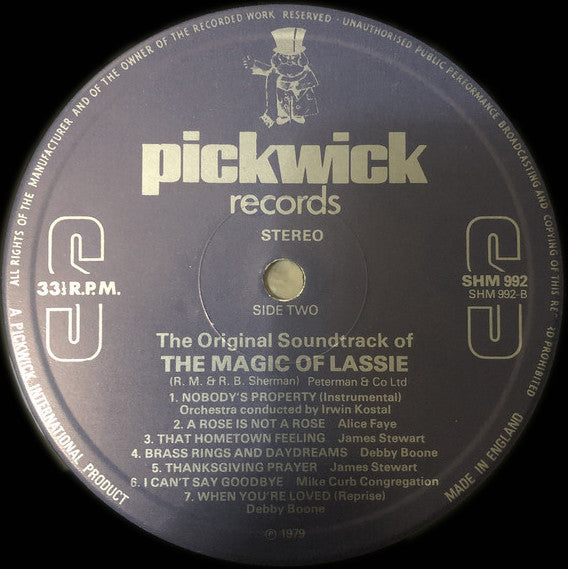 ALL RIGHTS OF THE MANUFACTURER AND OF THE OWNER OF THE RECORDED WORK RESERVED · UNAUTHORISED PUBLIC PERFORMANCE BROADCASTING AND COPYING OF THIS RE D PROHIBITED
pickwick
records
STEREO
33⅓ R.P.M.
SHM 992
SHM 992-B
SIDE TWO
The Original Soundtrack of
THE MAGIC OF LASSIE
(R. M. & R. B. Sherman) Peterman & Co Ltd
1. NOBODY'S PROPERTY (Instrumental)
Orchestra conducted by Irwin Kostal
2. A ROSE IS NOT A ROSE Alice Faye
3. THAT HOMETOWN FEELING James Stewart
4. BRASS RINGS AND DAYDREAMS Debby Boone
5. THANKSGIVING PRAYER James Stewart
6. I CAN'T SAY GOODBYE Mike Curb Congregation
7. WHEN YOU'RE LOVED (Reprise)
Debby Boone
℗ 1979
A PICKWICK INTERNATIONAL PRODUCT
MADE IN ENGLAND